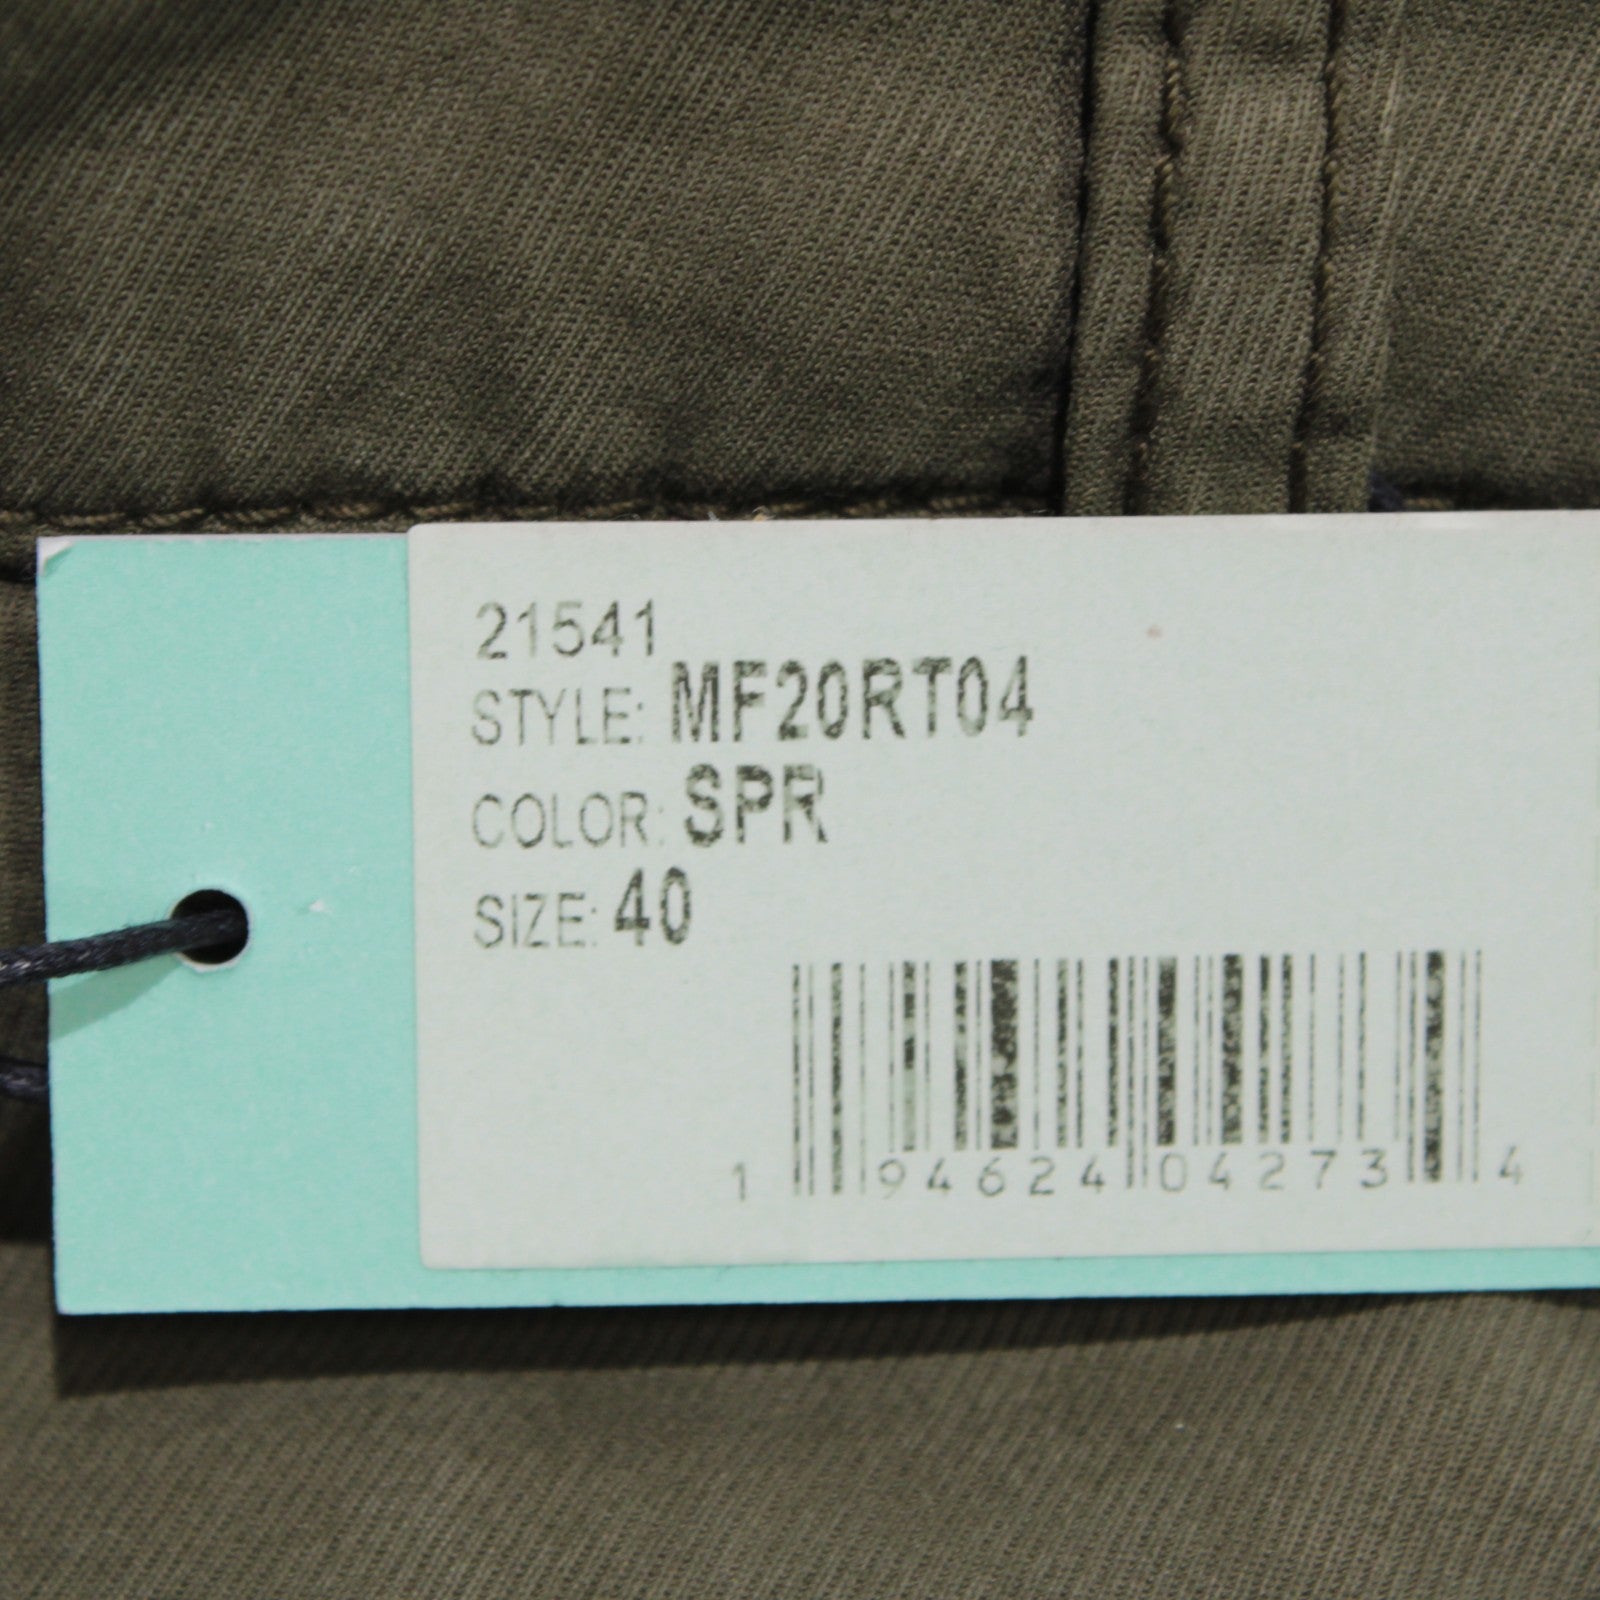 21541
STYLE: MF20RT04
COLOR: SPR
SIZE: 40
1 94624 04273 4